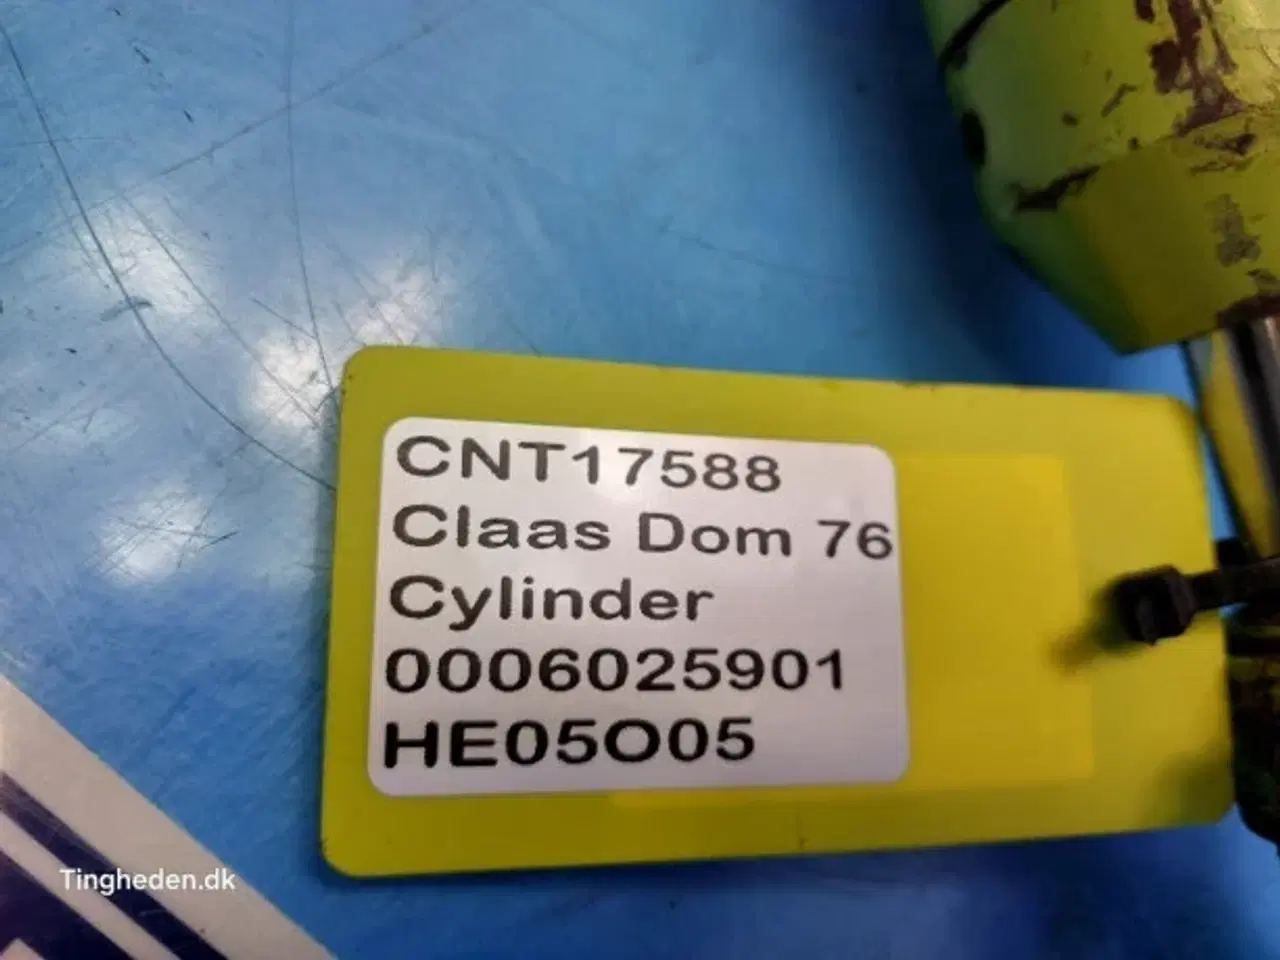 CNT17588
Claas Dom 76
Cylinder
0006025901
HE05O05
Tingheden.dk